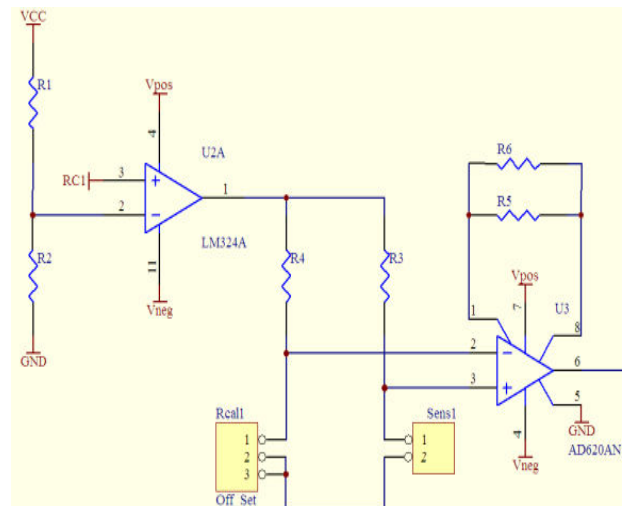 VCC
R1
Vpos
4
U2A
RC1
3
+
1
2
-
LM324A
R2
11
Vneg
GND
R4
R3
R6
R5
Vpos
7
U3
1
8
2
-
6
3
+
5
GND
4
Vneg
AD620AN
Rcal1
1
2
3
Off_Set
Sens1
1
2